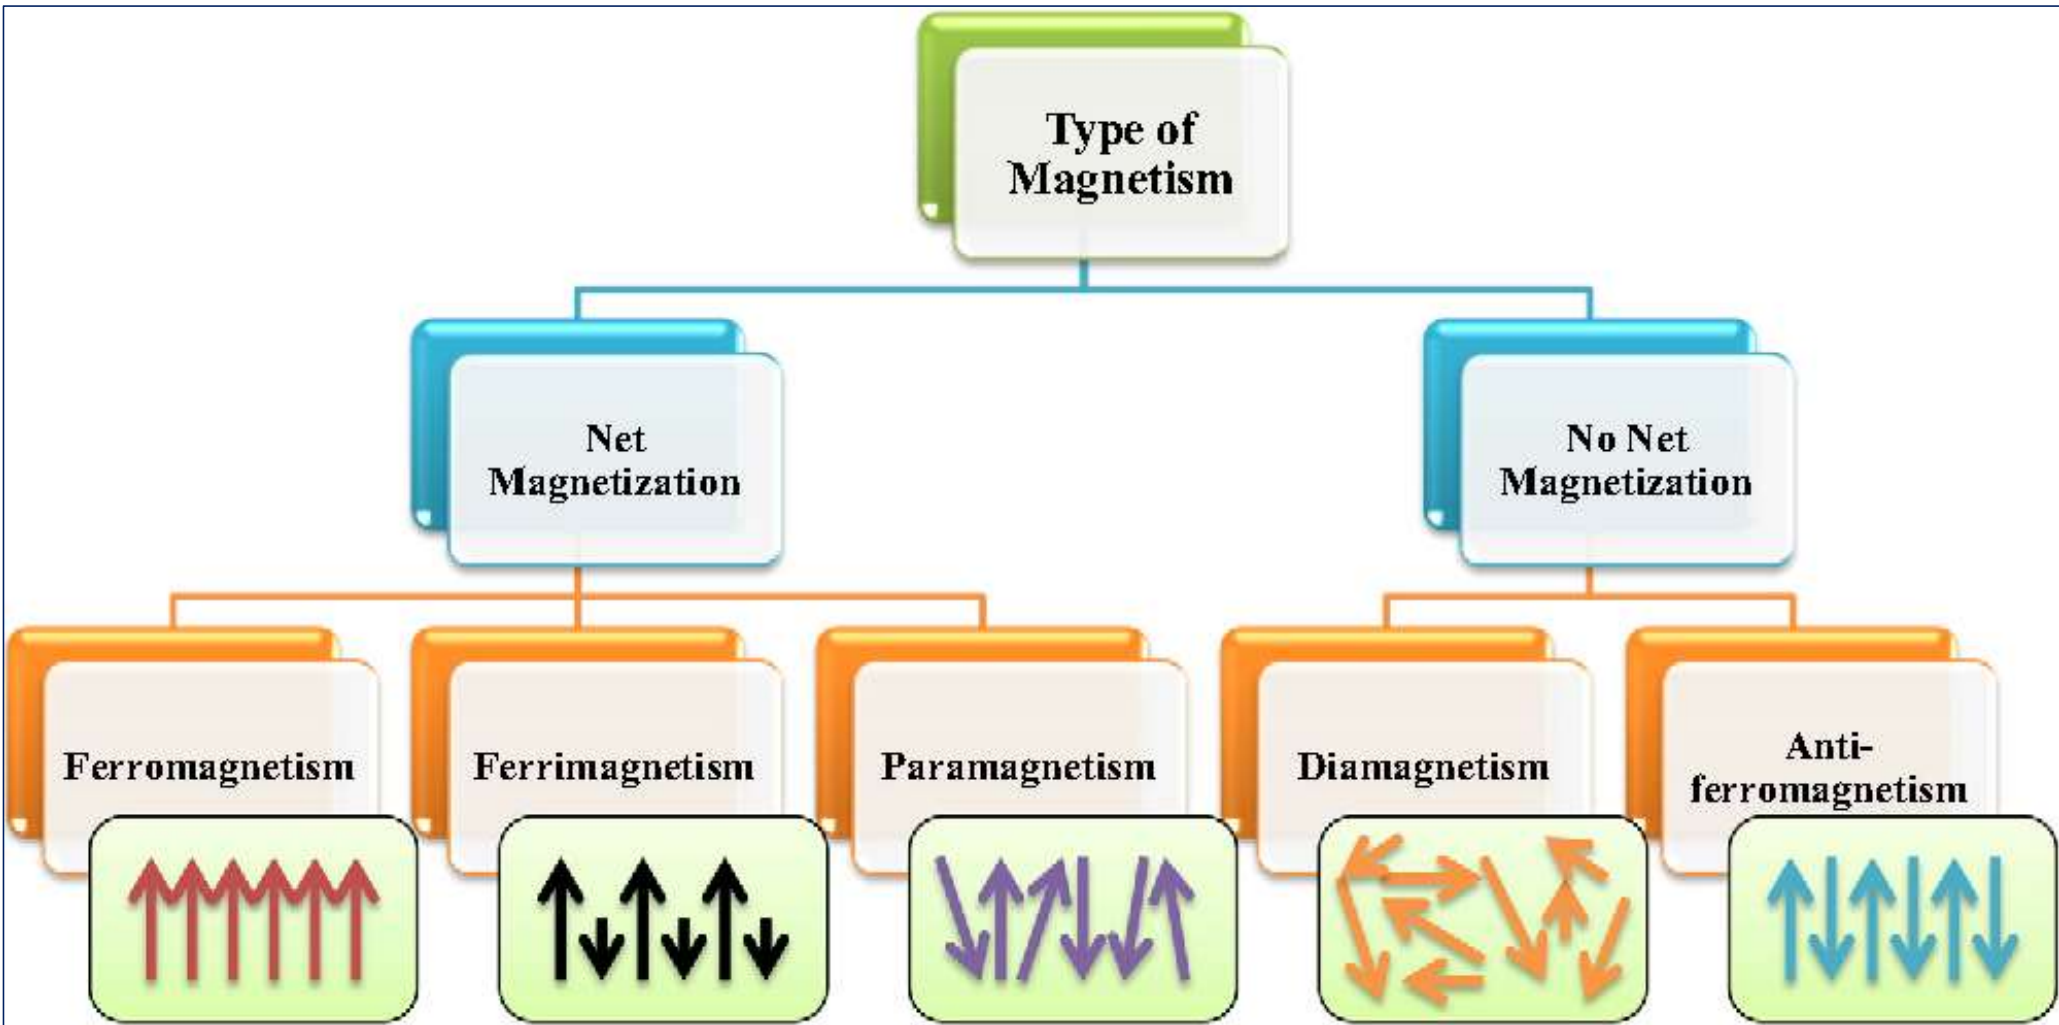 Type of
Magnetism
Net
Magnetization
No Net
Magnetization
Ferromagnetism
Ferrimagnetism
Paramagnetism
Diamagnetism
Anti-
ferromagnetism